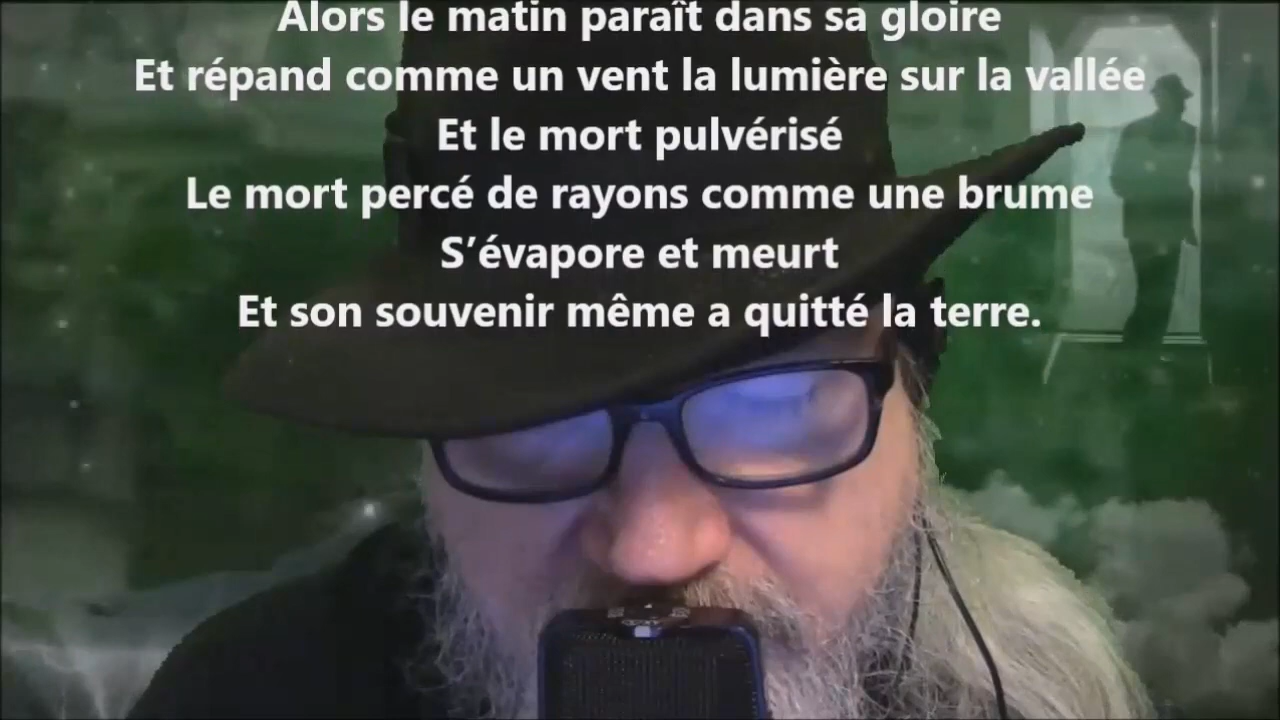 Alors le matin paraît dans sa gloire
Et répand comme un vent la lumière sur la vallée
Et le mort pulvérisé
Le mort percé de rayons comme une brume
S’évapore et meurt
Et son souvenir même a quitté la terre.